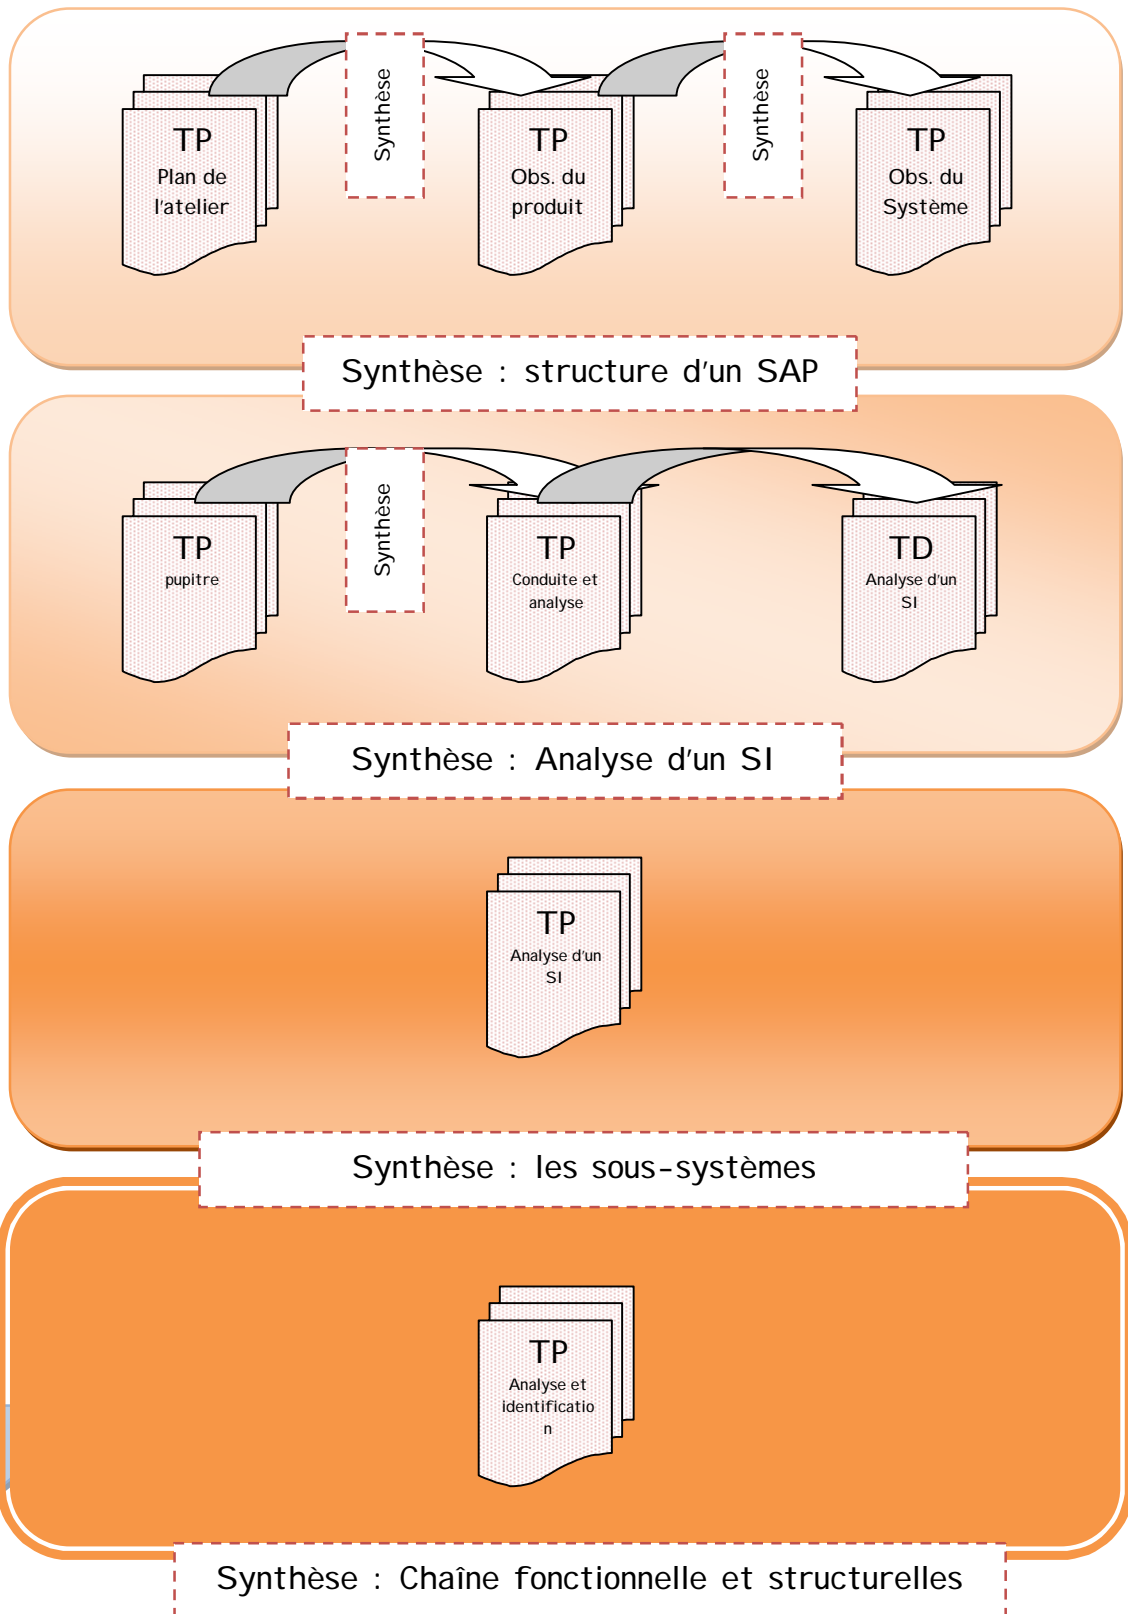 Synthèse
Synthèse
TP
Plan de
l'atelier
TP
Obs. du
produit
TP
Obs. du
Système
Synthèse : structure d'un SAP
Synthèse
TP
pupitre
TP
Conduite et
analyse
TD
Analyse d'un
SI
Synthèse : Analyse d'un SI
TP
Analyse d'un
SI
Synthèse : les sous-systèmes
TP
Analyse et
identificatio
n
Synthèse : Chaîne fonctionnelle et structurelles